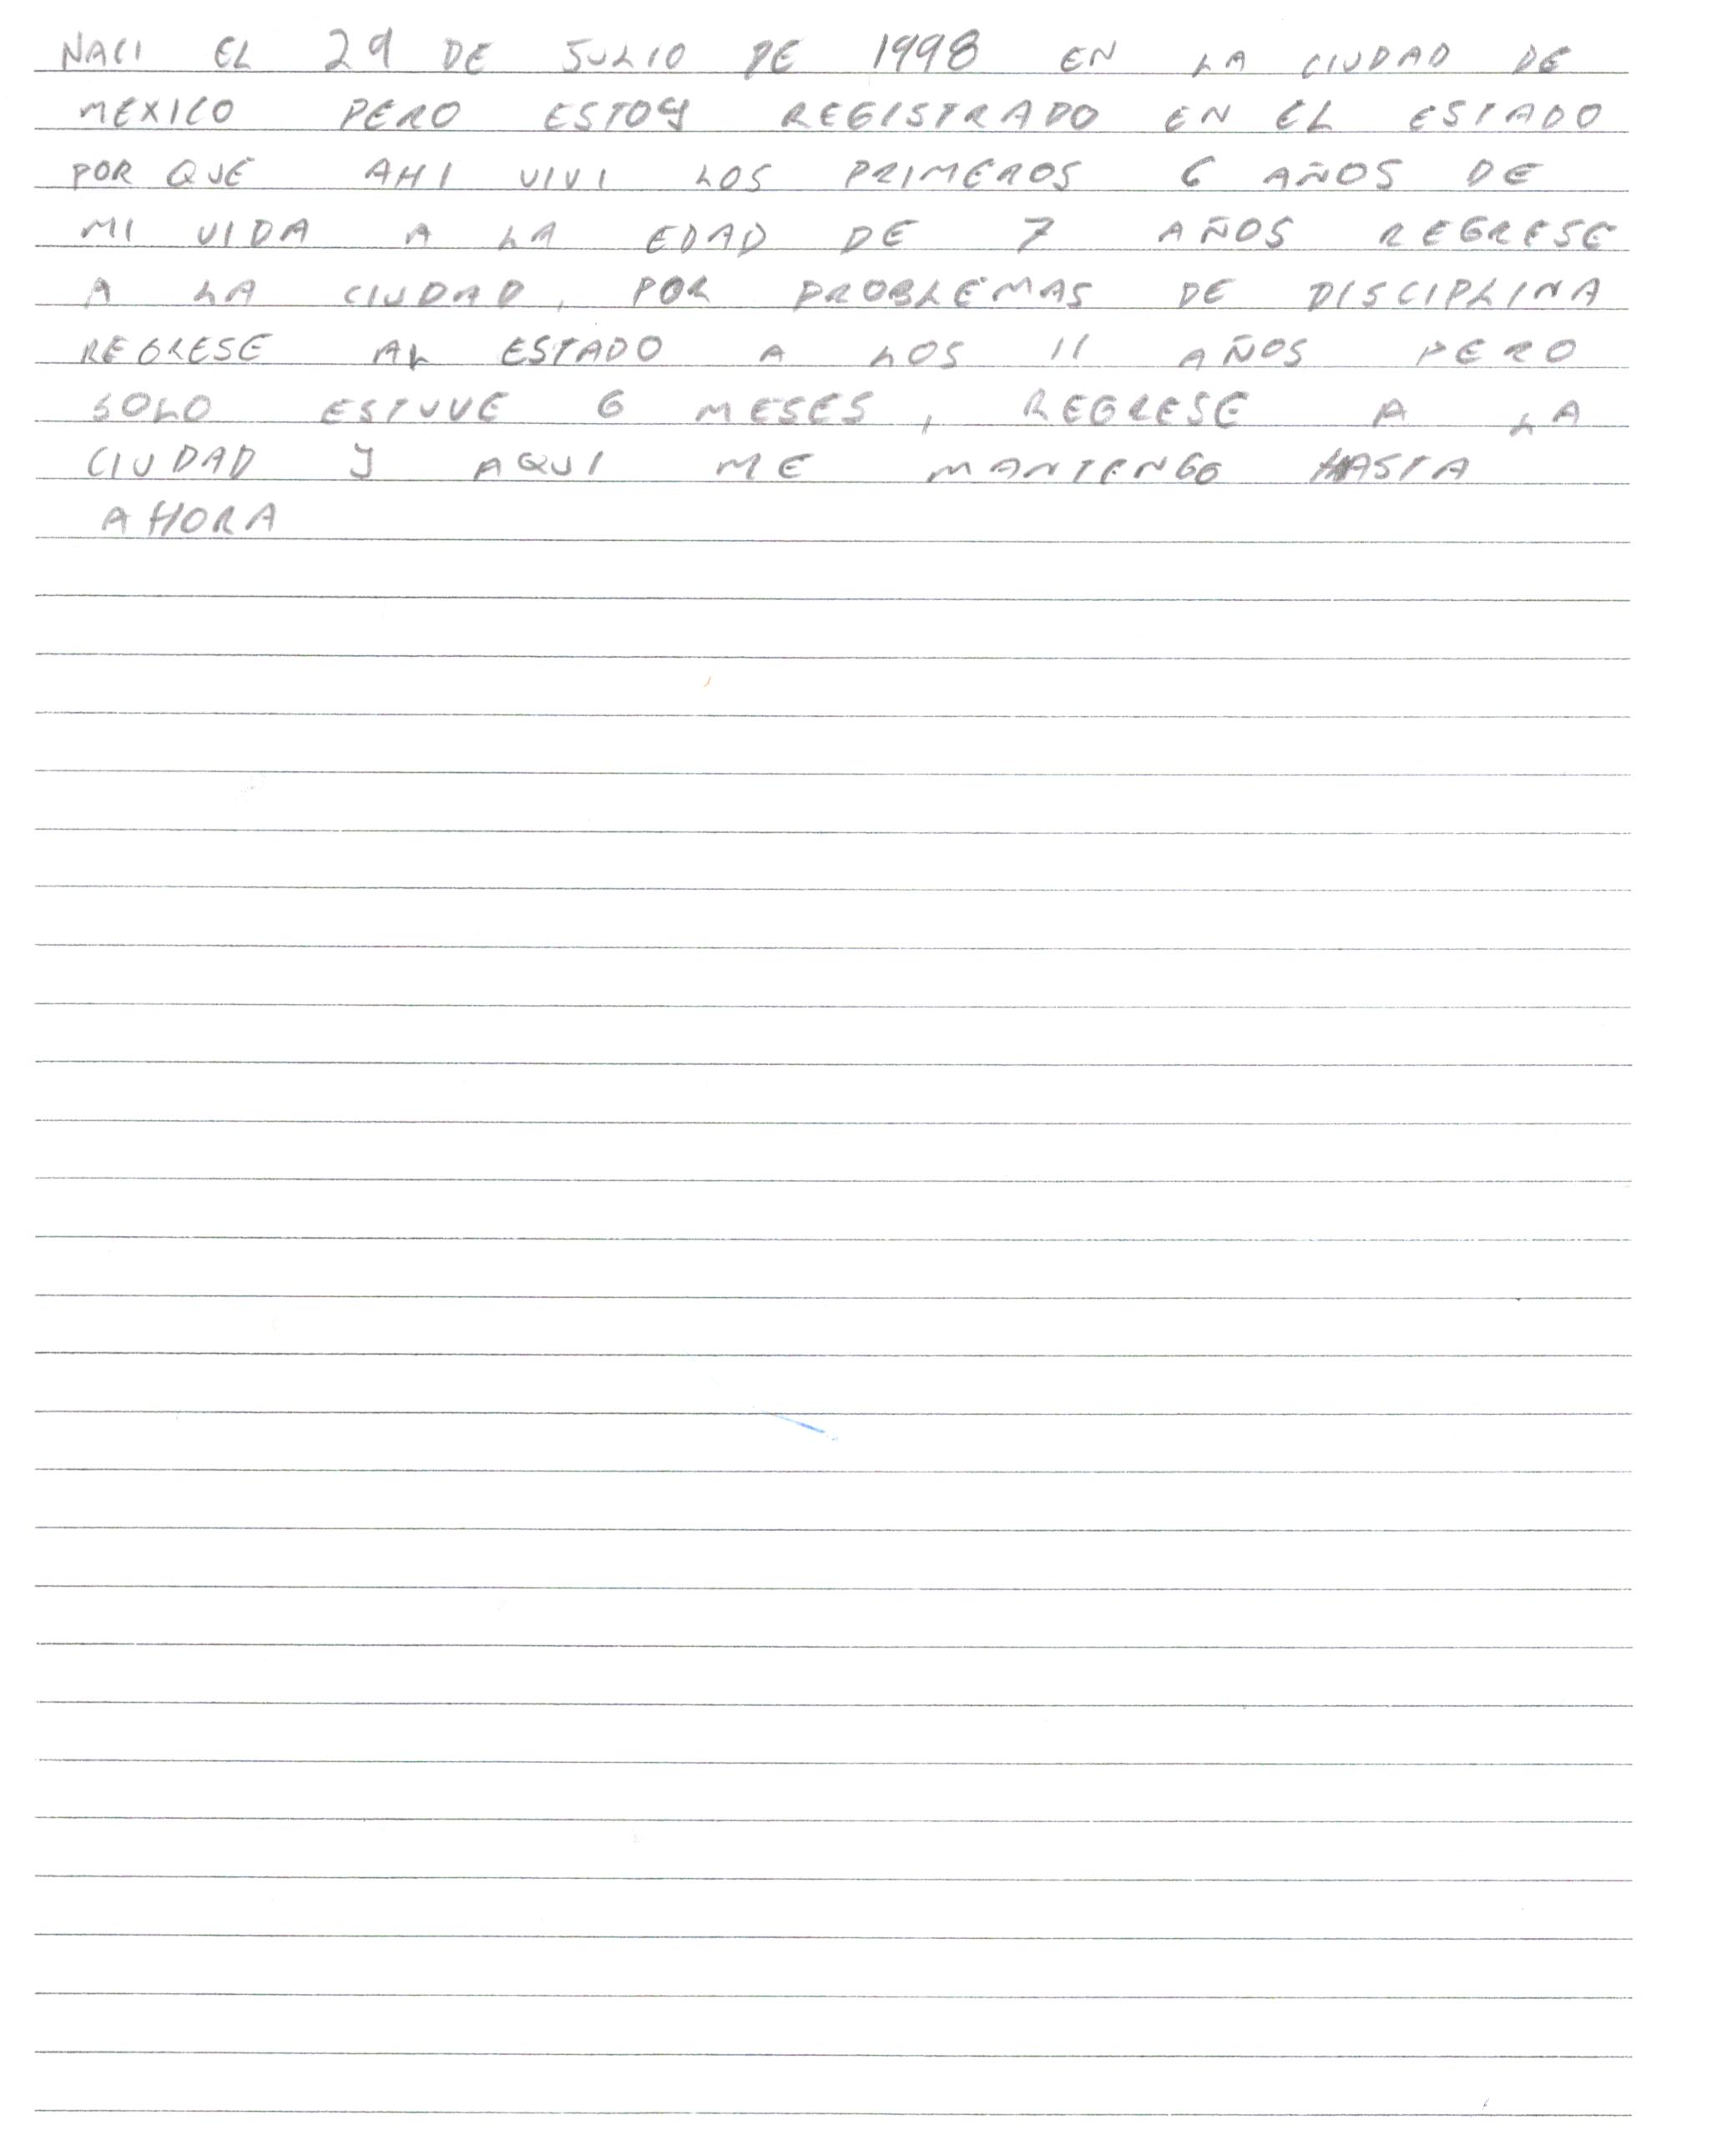 NACI EL 29 DE JULIO DE 1998 EN LA CIUDAD DE
MEXICO PERO ESTOY REGISTRADO EN EL ESTADO
POR QUE AHI VIVI LOS PRIMEROS 6 AÑOS DE
MI VIDA A LA EDAD DE 7 AÑOS REGRESE
A LA CIUDAD, POR PROBLEMAS DE DISCIPLINA
REGRESE AL ESTADO A LOS 11 AÑOS PERO
SOLO ESTUVE 6 MESES, REGRESE A LA
CIUDAD Y AQUI ME MANTENGO HASTA
AHORA